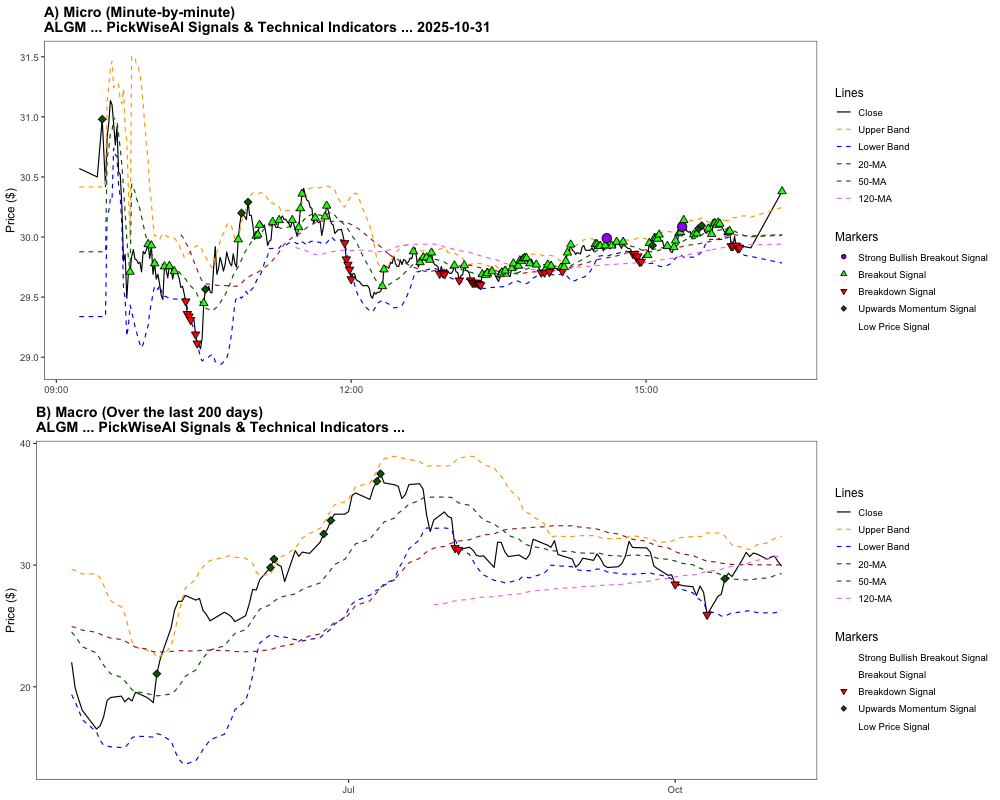 A) Micro (Minute-by-minute)
ALGM ... PickWiseAI Signals & Technical Indicators ... 2025-10-31
Price ($)
31.5
31.0
30.5
30.0
29.5
29.0
09:00
12:00
15:00
Lines
Close
Upper Band
Lower Band
20-MA
50-MA
120-MA
Markers
Strong Bullish Breakout Signal
Breakout Signal
Breakdown Signal
Upwards Momentum Signal
Low Price Signal
B) Macro (Over the last 200 days)
ALGM ... PickWiseAI Signals & Technical Indicators ...
Price ($)
40
30
20
Jul
Oct
Lines
Close
Upper Band
Lower Band
20-MA
50-MA
120-MA
Markers
Strong Bullish Breakout Signal
Breakout Signal
Breakdown Signal
Upwards Momentum Signal
Low Price Signal